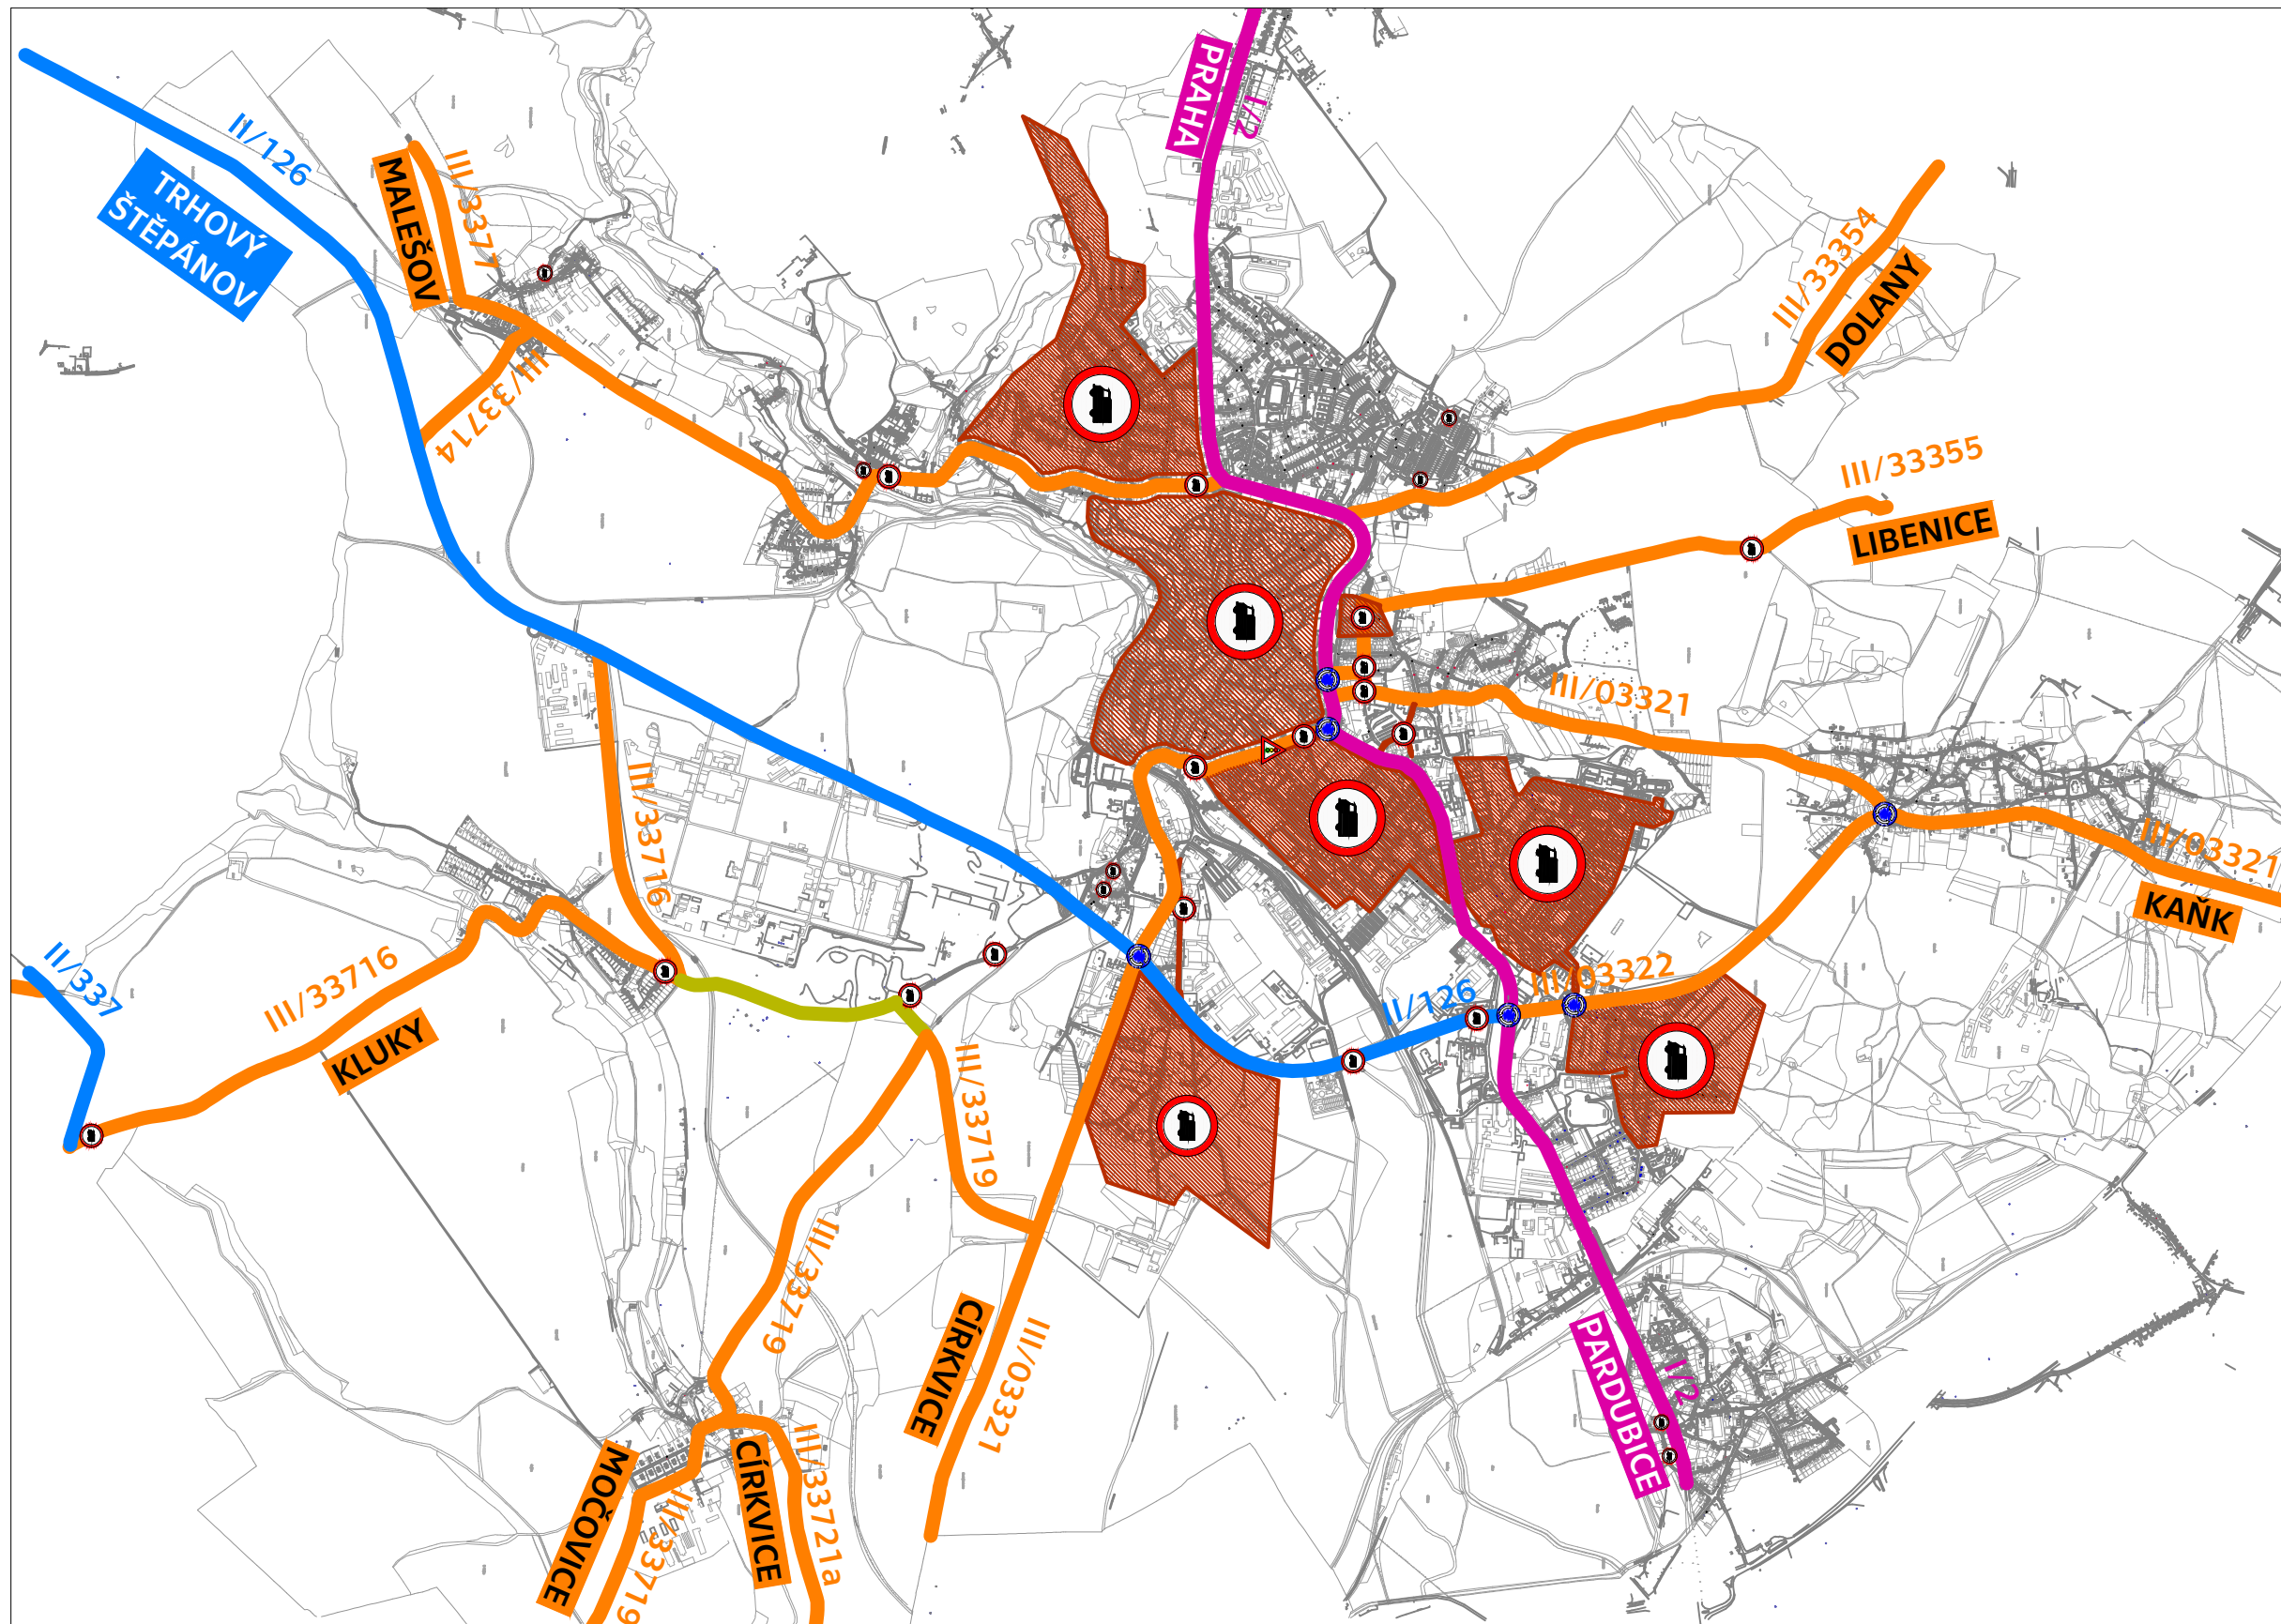 PRAHA
I/2
II/126
TRHOVÝ
ŠTĚPÁNOV
MALEŠOV
III/3377
III/33714
III/33354
DOLANY
III/33355
LIBENICE
III/03321
III/33716
III/03321
KAŇK
II/337
III/33716
KLUKY
II/126
III/03322
III/33719
III/33719
CÍRKVICE
III/03321
PARDUBICE
I/2
MOČOVICE
III/33719
CÍRKVICE
III/33721a